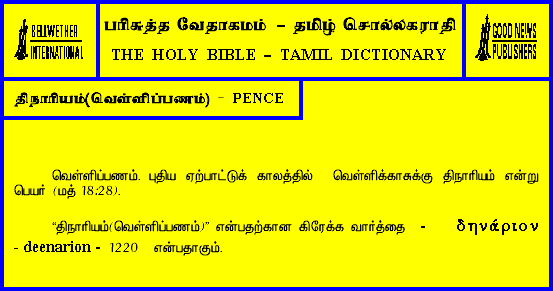 BELLWETHER
INTERNATIONAL
பரிசுத்த வேதாகமம் – தமிழ் சொல்லகராதி
THE HOLY BIBLE – TAMIL DICTIONARY
GOOD NEWS
PUBLISHERS
தினாரியம்(வெள்ளிப்பணம்) – PENCE
வெள்ளிப்பணம். புதிய ஏற்பாட்டுக் காலத்தில் வெள்ளிக்காசுக்கு தினாரியம் என்று
பெயர் (மத் 18:28).
“தினாரியம்(வெள்ளிப்பணம்)” என்பதற்கான கிரேக்க வார்த்தை - δηνάριον
- deenarion - 1220 என்பதாகும்.